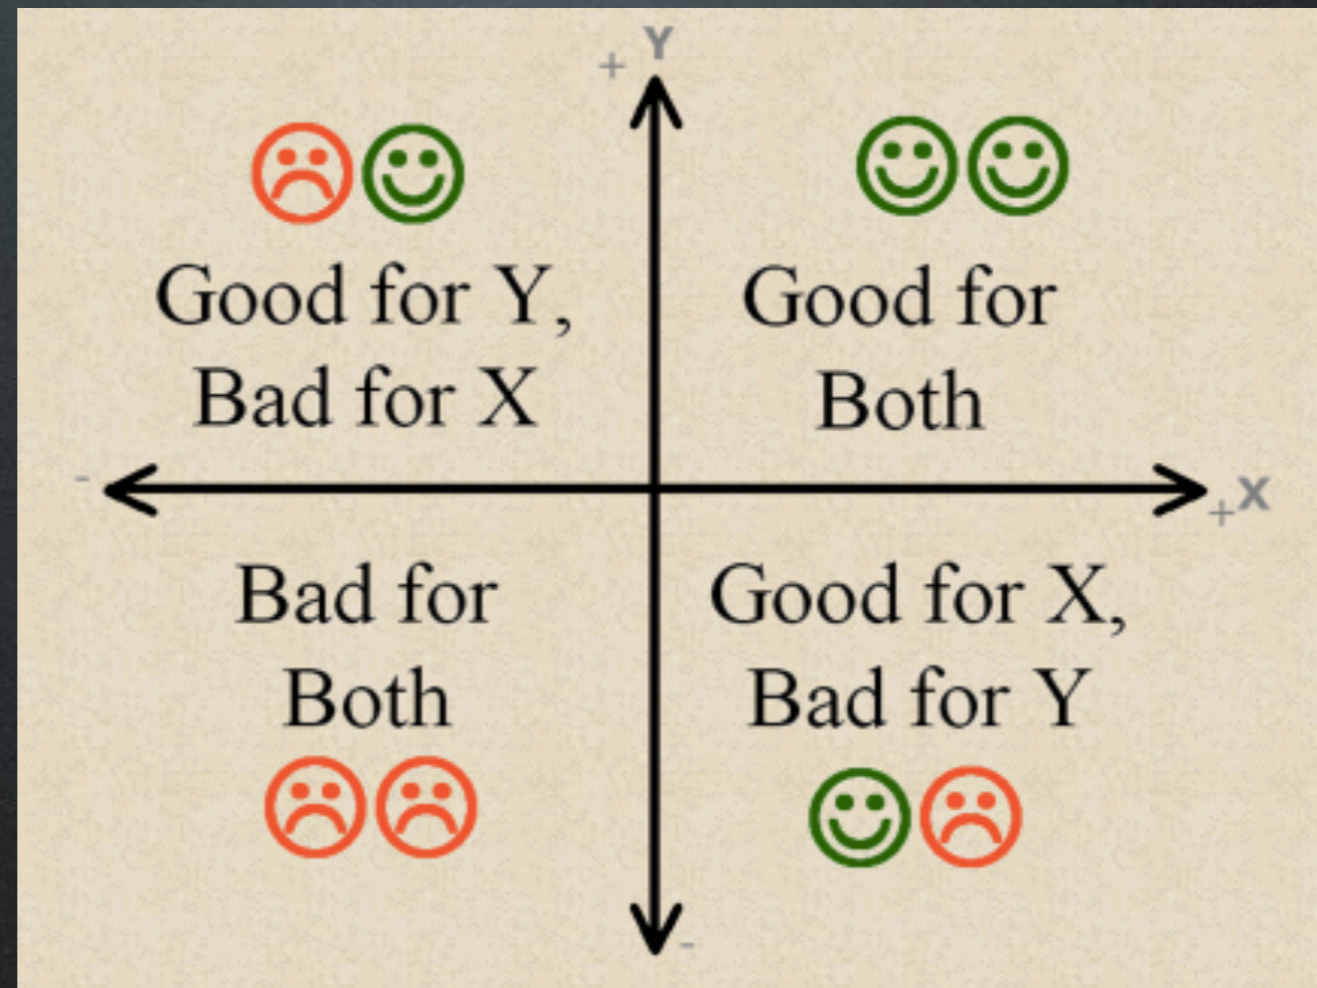 + Y
Good for Y,
Bad for X
Good for
Both
-
+X
Bad for
Both
Good for X,
Bad for Y
-